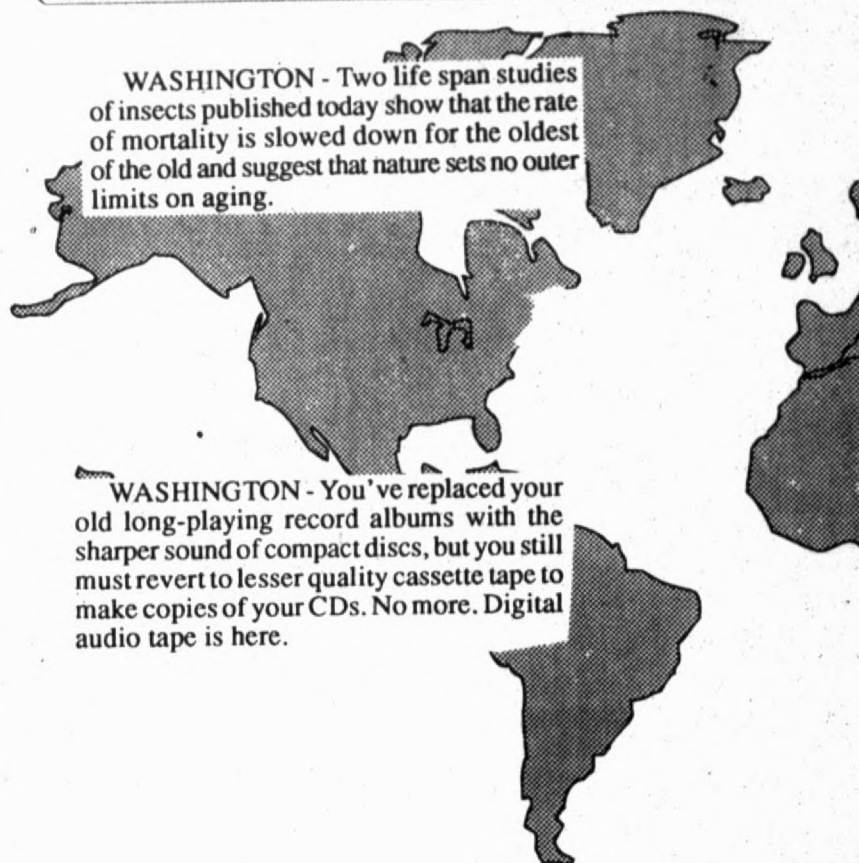 WASHINGTON - Two life span studies
of insects published today show that the rate
of mortality is slowed down for the oldest
of the old and suggest that nature sets no outer
limits on aging.
WASHINGTON - You've replaced your
old long-playing record albums with the
sharper sound of compact discs, but you still
must revert to lesser quality cassette tape to
make copies of your CDs. No more. Digital
audio tape is here.